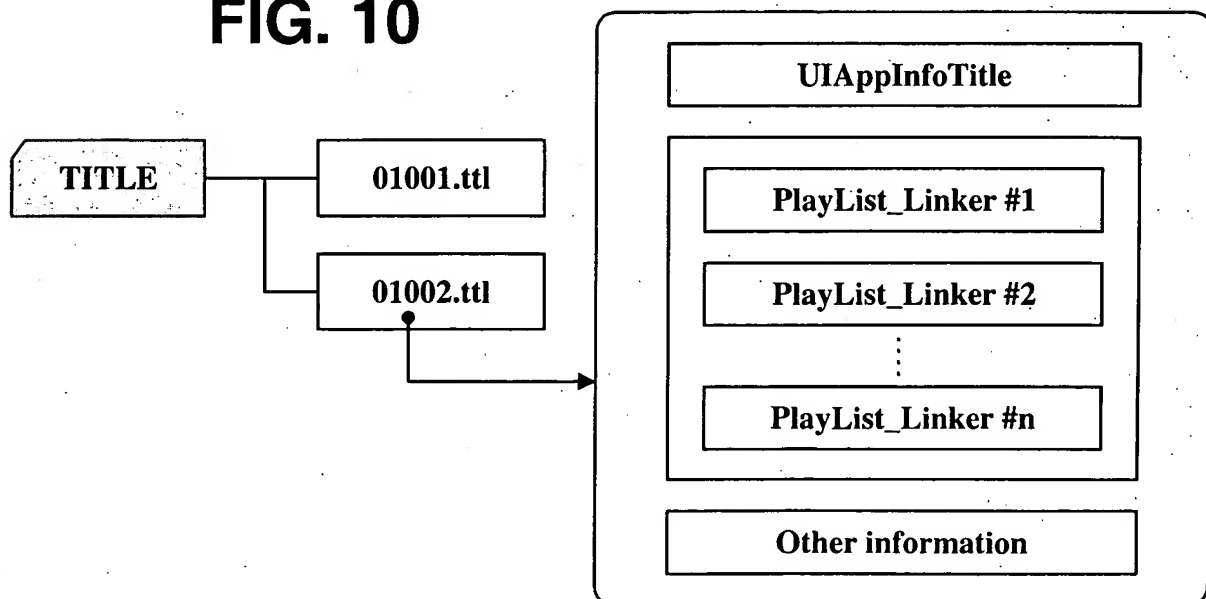 FIG. 10
TITLE
01001.ttl
01002.ttl
UIAppInfoTitle
PlayList_Linker #1
PlayList_Linker #2
PlayList_Linker #n
Other information